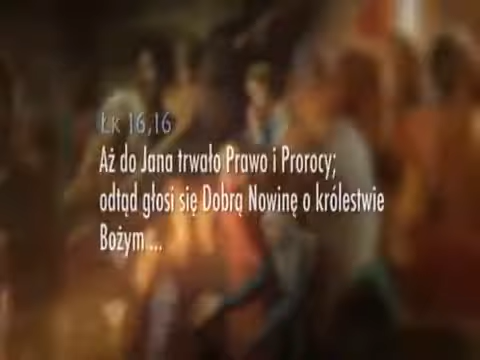 Łk 16,16
Aż do Jana trwało Prawo i Prorocy;
odtąd głosi się Dobrą Nowinę o królestwie
Bożym ...